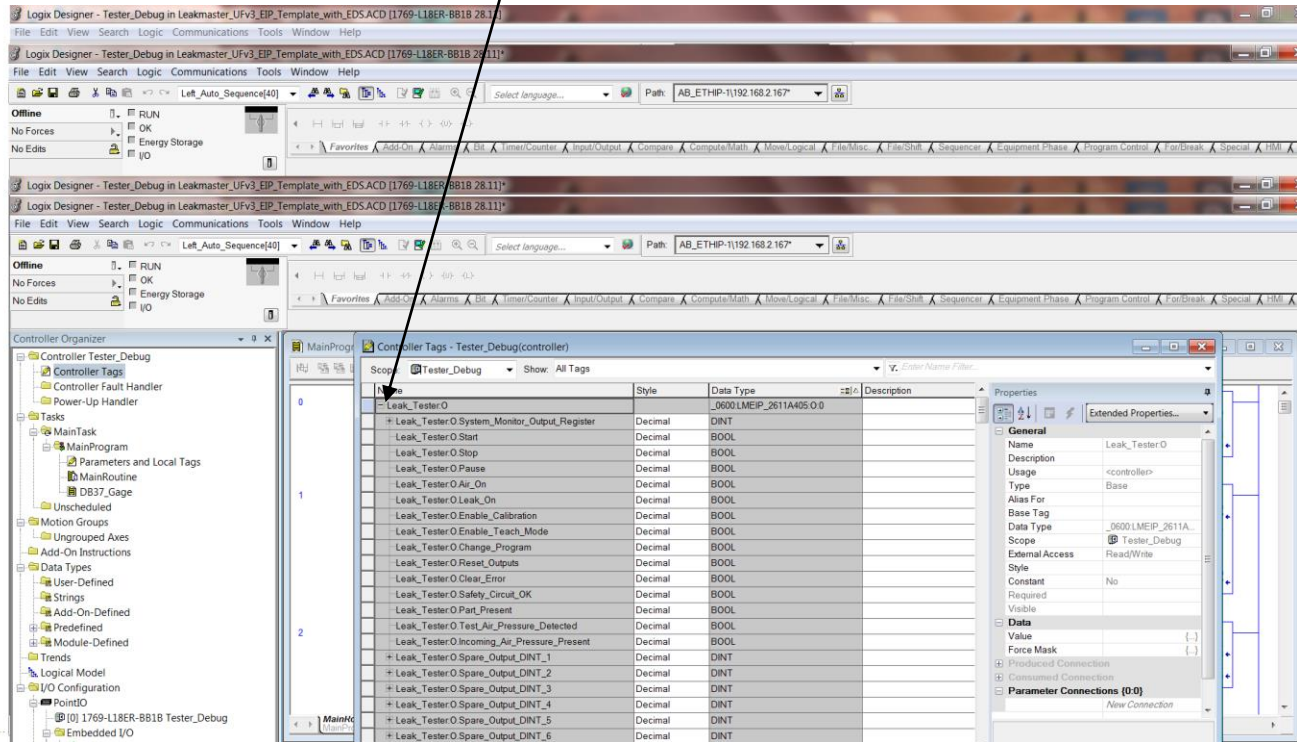 Logix Designer - Tester_Debug in Leakmaster_UFv3_EIP_Template_with_EDS.ACD [1769-L18ER-BB1B 28.11]
File Edit View Search Logic Communications Tools Window Help
Logix Designer - Tester_Debug in Leakmaster_UFv3_EIP_Template_with_EDS.ACD [1769-L18ER-BB1B 28.11]*
File Edit View Search Logic Communications Tools Window Help
Left_Auto_Sequence[40] Select language... Path: AB_ETHIP-1\192.168.2.167*
Offline RUN
No Forces OK
Energy Storage
No Edits I/O
Favorites Add-On Alarms Bit Timer/Counter Input/Output Compare Compute/Math Move/Logical File/Misc. File/Shift Sequencer Equipment Phase Program Control For/Break Special HMI
Logix Designer - Tester_Debug in Leakmaster_UFv3_EIP_Template_with_EDS.ACD [1769-L18ER-BB1B 28.11]*
Logix Designer - Tester_Debug in Leakmaster_UFv3_EIP_Template_with_EDS.ACD [1769-L18ER-BB1B 28.11]*
File Edit View Search Logic Communications Tools Window Help
Left_Auto_Sequence[40] Select language... Path: AB_ETHIP-1\192.168.2.167*
Offline RUN
No Forces OK
Energy Storage
No Edits I/O
Favorites Add-On Alarms Bit Timer/Counter Input/Output Compare Compute/Math Move/Logical File/Misc. File/Shift Sequencer Equipment Phase Program Control For/Break Special HMI
Controller Organizer
Controller Tester_Debug
Controller Tags
Controller Fault Handler
Power-Up Handler
Tasks
MainTask
MainProgram
Parameters and Local Tags
MainRoutine
DB37_Gage
Unscheduled
Motion Groups
Ungrouped Axes
Add-On Instructions
Data Types
User-Defined
Strings
Add-On-Defined
Predefined
Module-Defined
Trends
Logical Model
I/O Configuration
PointIO
[0] 1769-L18ER-BB1B Tester_Debug
Embedded I/O
MainProgr
0
1
2
Controller Tags - Tester_Debug(controller)
Scope: Tester_Debug Show: All Tags Enter Name Filter...
Name Style Data Type Description
Leak_Tester:O _0600:LMEIP_2611A405:O:0
Leak_Tester:O.System_Monitor_Output_Register Decimal DINT
Leak_Tester:O.Start Decimal BOOL
Leak_Tester:O.Stop Decimal BOOL
Leak_Tester:O.Pause Decimal BOOL
Leak_Tester:O.Air_On Decimal BOOL
Leak_Tester:O.Leak_On Decimal BOOL
Leak_Tester:O.Enable_Calibration Decimal BOOL
Leak_Tester:O.Enable_Teach_Mode Decimal BOOL
Leak_Tester:O.Change_Program Decimal BOOL
Leak_Tester:O.Reset_Outputs Decimal BOOL
Leak_Tester:O.Clear_Error Decimal BOOL
Leak_Tester:O.Safety_Circuit_OK Decimal BOOL
Leak_Tester:O.Part_Present Decimal BOOL
Leak_Tester:O.Test_Air_Pressure_Detected Decimal BOOL
Leak_Tester:O.Incoming_Air_Pressure_Present Decimal BOOL
Leak_Tester:O.Spare_Output_DINT_1 Decimal DINT
Leak_Tester:O.Spare_Output_DINT_2 Decimal DINT
Leak_Tester:O.Spare_Output_DINT_3 Decimal DINT
Leak_Tester:O.Spare_Output_DINT_4 Decimal DINT
Leak_Tester:O.Spare_Output_DINT_5 Decimal DINT
Leak_Tester:O.Spare_Output_DINT_6 Decimal DINT
Properties
Extended Properties...
General
Name Leak_Tester:O
Description
Usage <controller>
Type Base
Alias For
Base Tag
Data Type _0600:LMEIP_2611A...
Scope Tester_Debug
External Access Read/Write
Style
Constant No
Required
Visible
Data
Value {...}
Force Mask {...}
Produced Connection
Consumed Connection
Parameter Connections {0:0}
New Connection